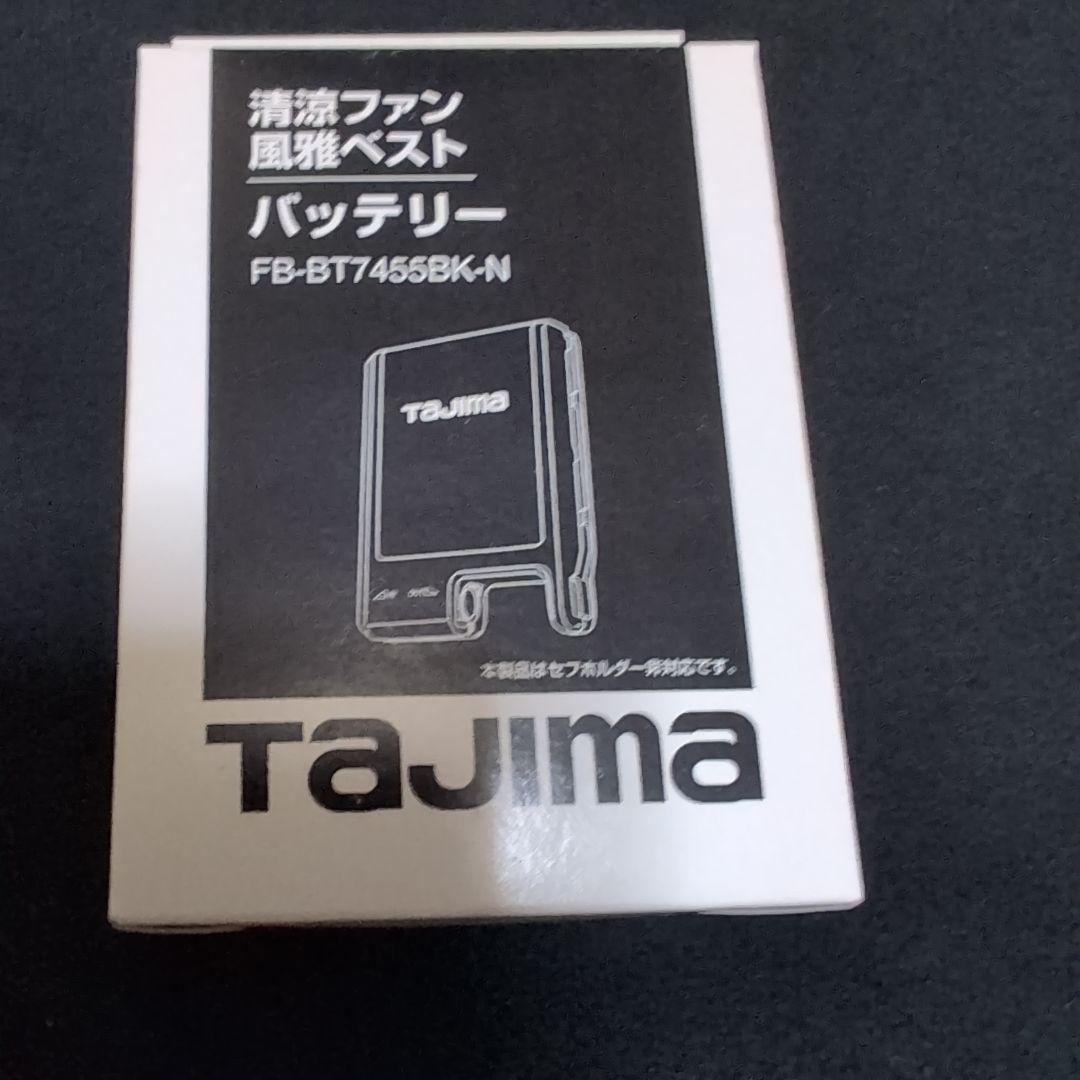 清涼ファン
風雅ベスト
バッテリー
FB-BT7455BK-N
TaJIma
本製品はセフホルダー非対応です。
TaJIma